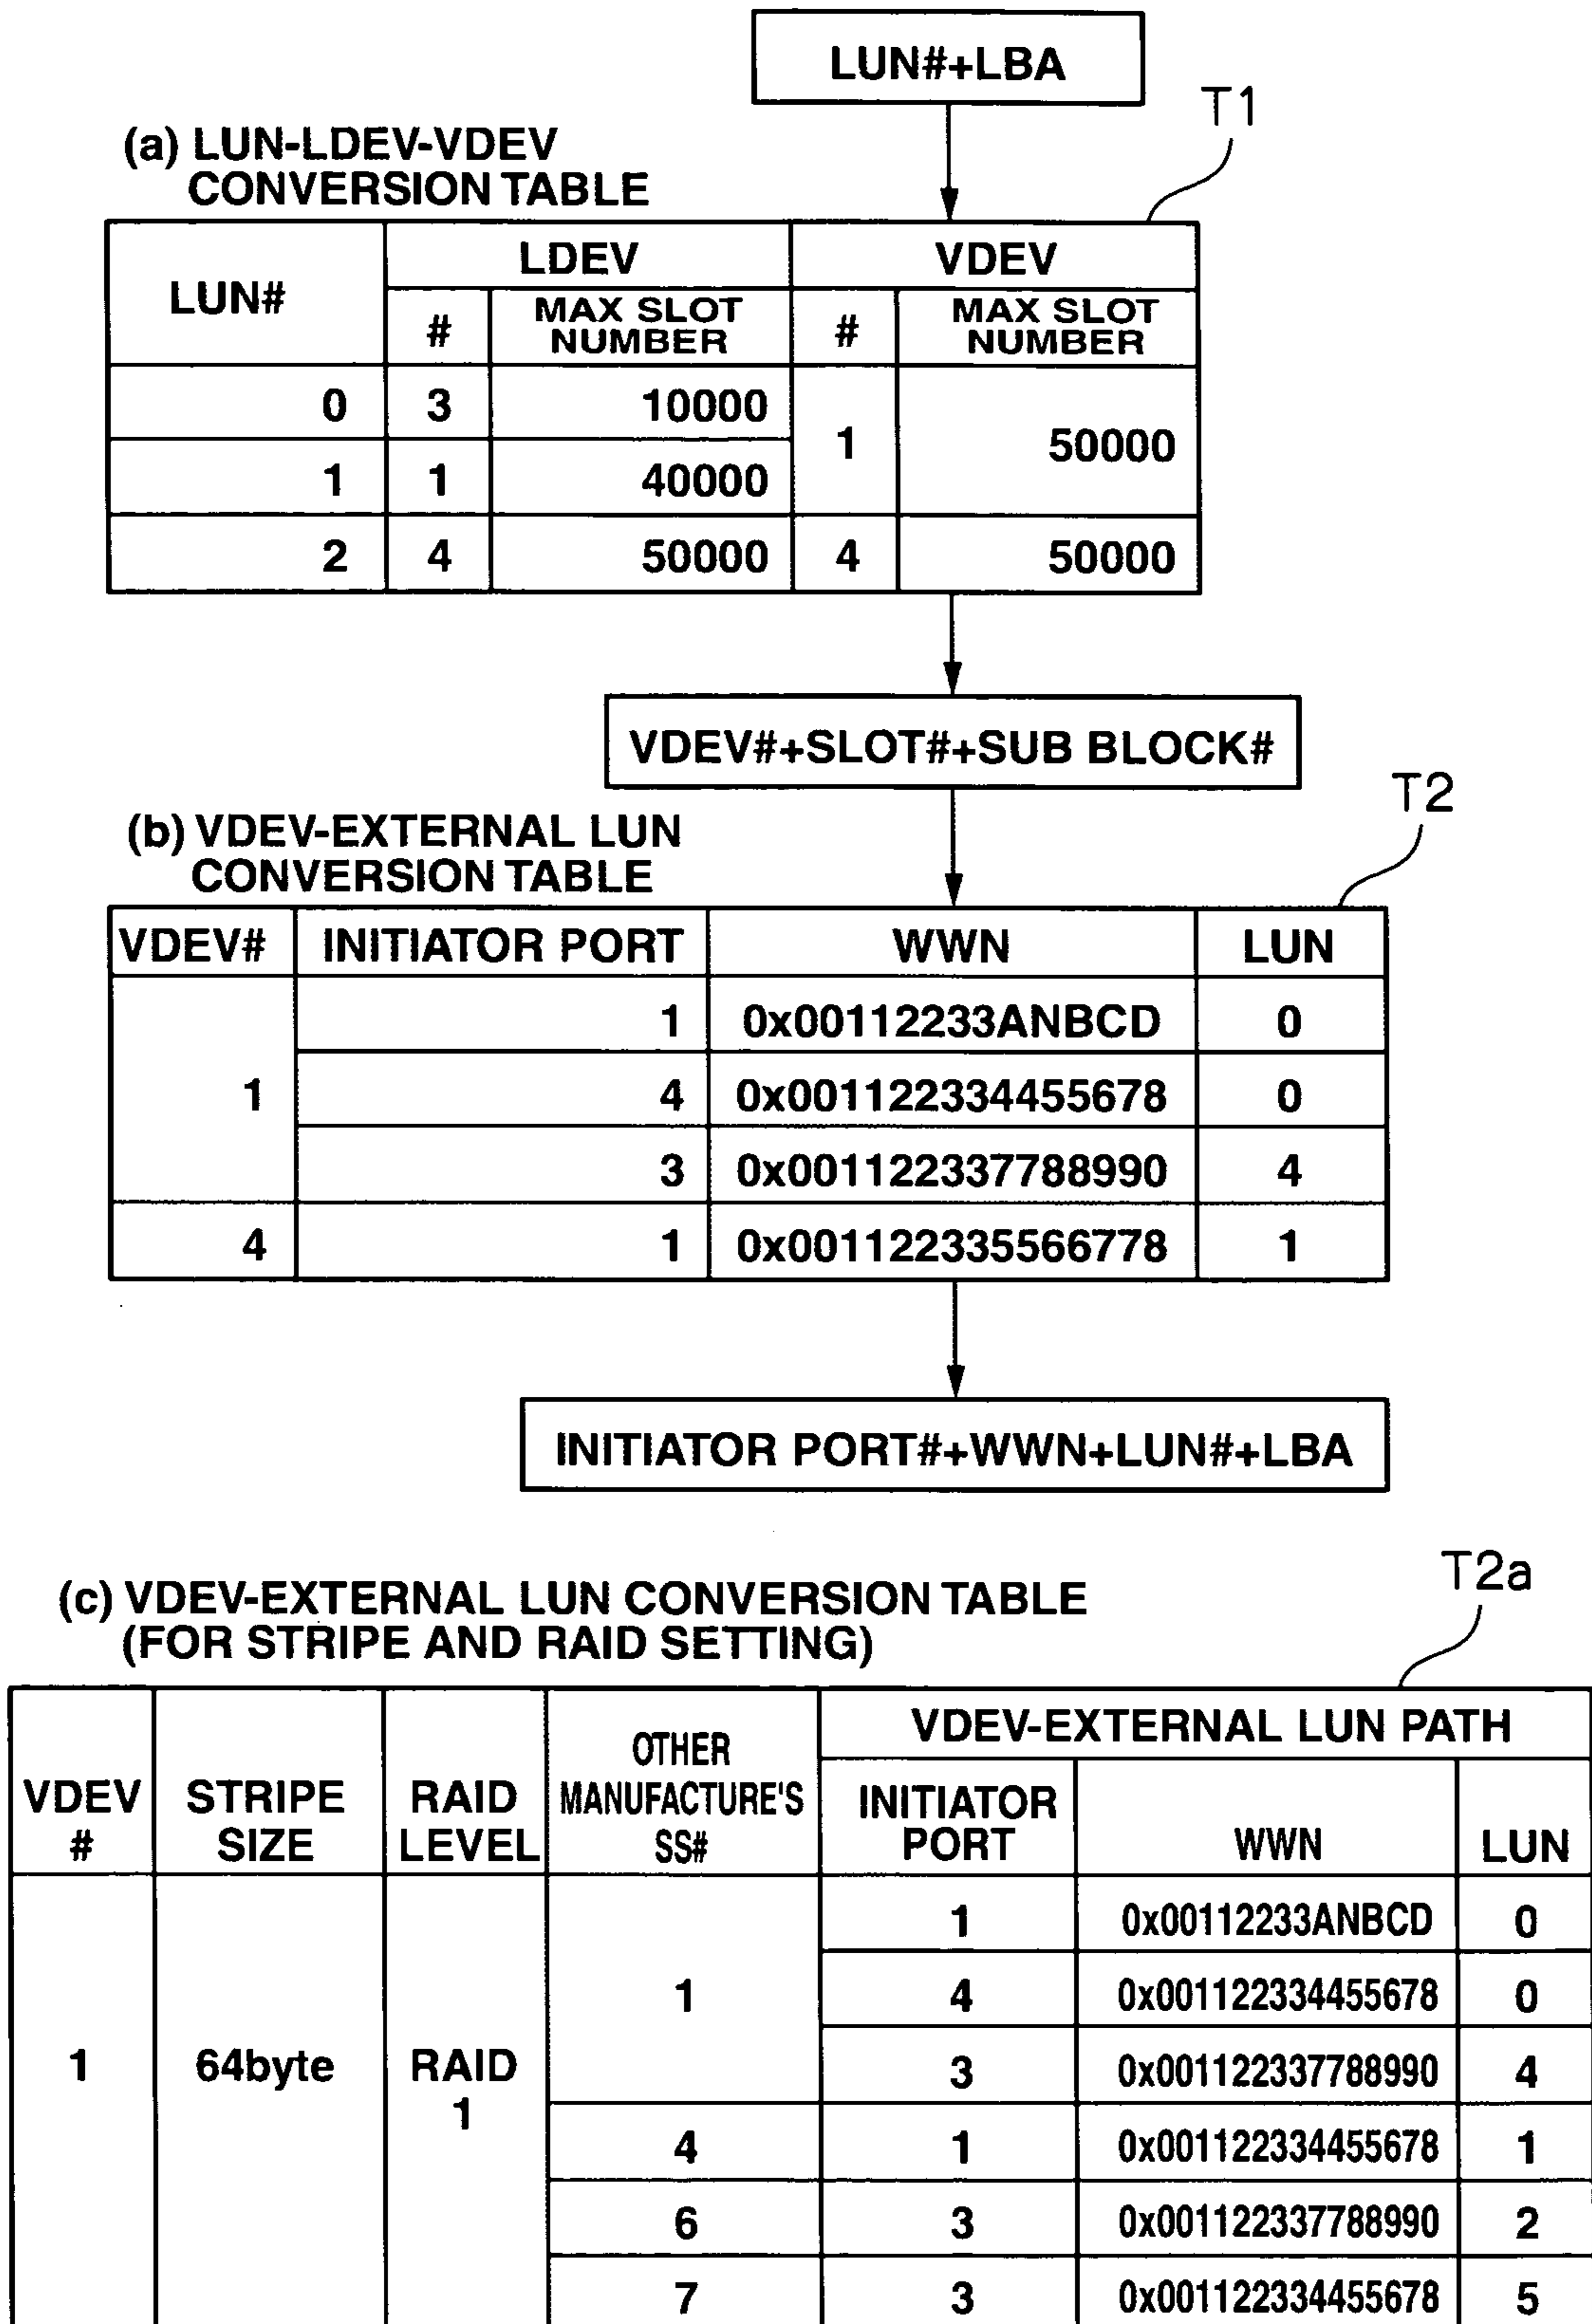 LUN#+LBA
T1
(a) LUN-LDEV-VDEV
CONVERSION TABLE
LUN# LDEV VDEV
# MAX SLOT NUMBER # MAX SLOT NUMBER
0 3 10000 1 50000
1 1 40000
2 4 50000 4 50000
VDEV#+SLOT#+SUB BLOCK#
T2
(b) VDEV-EXTERNAL LUN
CONVERSION TABLE
VDEV# INITIATOR PORT WWN LUN
1 1 0x00112233ANBCD 0
4 0x001122334455678 0
3 0x001122337788990 4
4 1 0x001122335566778 1
INITIATOR PORT#+WWN+LUN#+LBA
T2a
(c) VDEV-EXTERNAL LUN CONVERSION TABLE
(FOR STRIPE AND RAID SETTING)
VDEV # STRIPE SIZE RAID LEVEL OTHER MANUFACTURE'S SS# VDEV-EXTERNAL LUN PATH
INITIATOR PORT WWN LUN
1 64byte RAID 1 1 1 0x00112233ANBCD 0
4 0x001122334455678 0
3 0x001122337788990 4
4 1 0x001122334455678 1
6 3 0x001122337788990 2
7 3 0x001122334455678 5